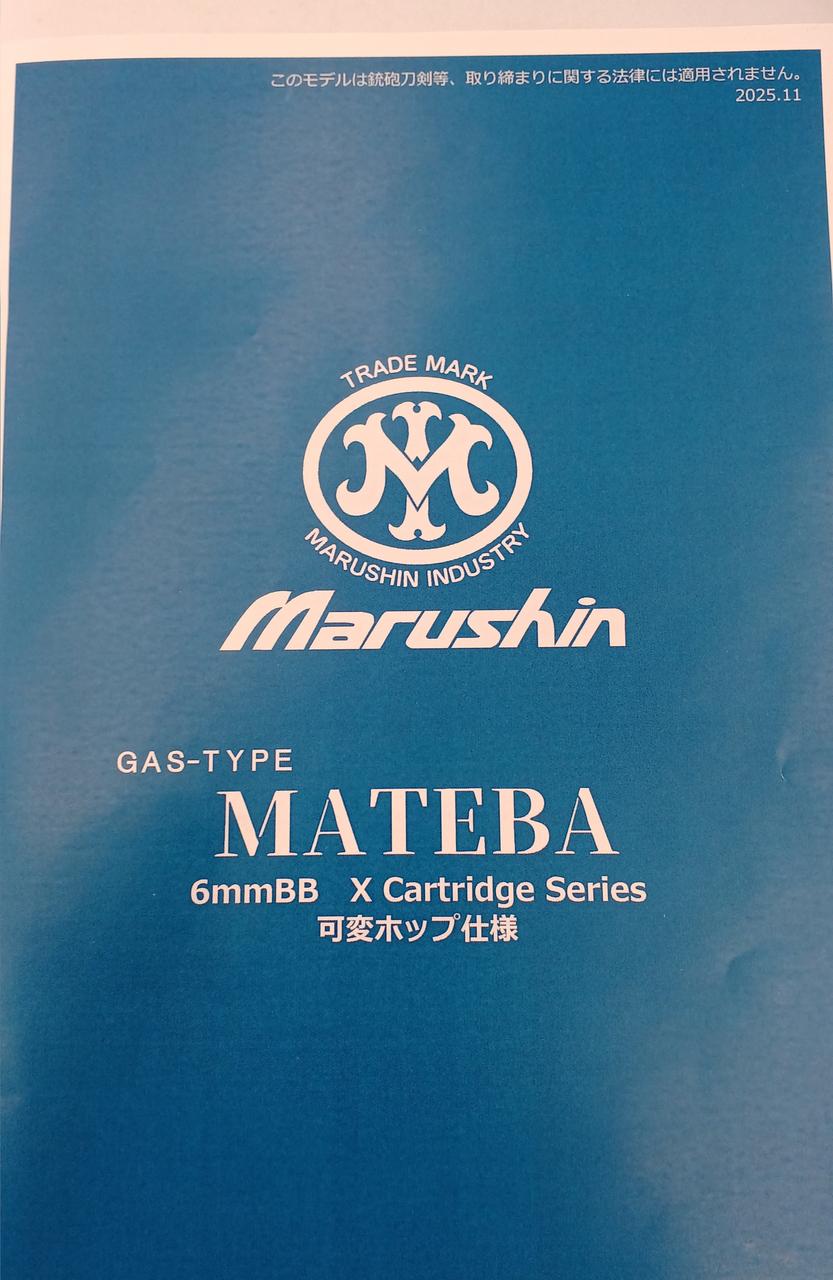 このモデルは銃砲刀剣等、取り締まりに関する法律には適用されません。
2025.11
TRADE MARK
M
MARUSHIN INDUSTRY
Marushin
GAS-TYPE
MATEBA
6mmBB　X Cartridge Series
可変ホップ仕様